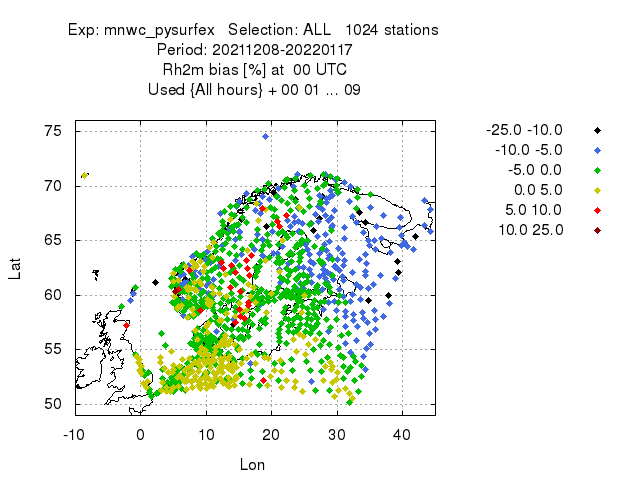 Exp: mnwc_pysurfex   Selection: ALL   1024 stations
Period: 20211208-20220117
Rh2m bias [%] at  00 UTC
Used {All hours} + 00 01 ... 09
-25.0 -10.0
-10.0 -5.0
-5.0 0.0
0.0 5.0
5.0 10.0
10.0 25.0
75
70
65
60
55
50
Lat
-10 0 10 20 30 40
Lon